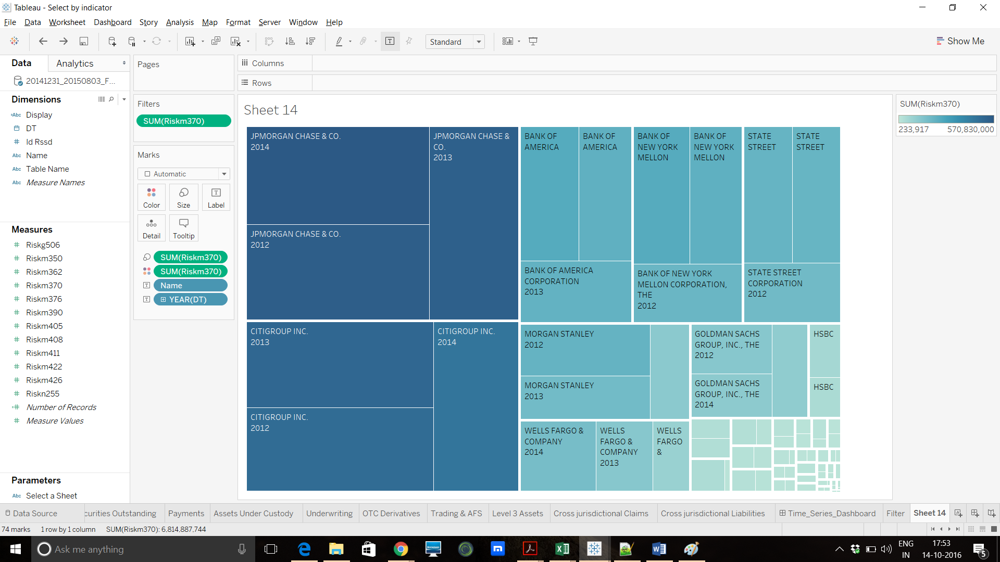 Tableau - Select by indicator
File Data Worksheet Dashboard Story Analysis Map Format Server Window Help
Standard
Show Me
Data
Analytics
20141231_20150803_F...
Dimensions
Abc Display
DT
Id Rssd
Abc Name
Abc Table Name
Abc Measure Names
Measures
Riskg506
Riskm350
Riskm362
Riskm370
Riskm376
Riskm390
Riskm405
Riskm408
Riskm411
Riskm422
Riskm426
Riskn255
Number of Records
Measure Values
Parameters
Abc Select a Sheet
Pages
Filters
SUM(Riskm370)
Marks
Automatic
Color
Size
Label
Detail
Tooltip
SUM(Riskm370)
SUM(Riskm370)
Name
YEAR(DT)
Columns
Rows
Sheet 14
JPMORGAN CHASE & CO.
2014
JPMORGAN CHASE &
CO.
2013
JPMORGAN CHASE & CO.
2012
CITIGROUP INC.
2013
CITIGROUP INC.
2014
CITIGROUP INC.
2012
BANK OF
AMERICA
BANK OF
AMERICA
BANK OF AMERICA
CORPORATION
2013
BANK OF
NEW YORK
MELLON
BANK OF
NEW YORK
MELLON
BANK OF NEW YORK
MELLON CORPORATION,
THE
2012
STATE
STREET
STATE
STREET
STATE STREET
CORPORATION
2012
MORGAN STANLEY
2012
MORGAN STANLEY
2013
GOLDMAN SACHS
GROUP, INC., THE
2012
GOLDMAN SACHS
GROUP, INC., THE
2014
HSBC
HSBC
WELLS FARGO &
COMPANY
2014
WELLS
FARGO &
COMPANY
2013
WELLS
FARGO
&
SUM(Riskm370)
233,917 570,830,000
Data Source
curities Outstanding
Payments
Assets Under Custody
Underwriting
OTC Derivatives
Trading & AFS
Level 3 Assets
Cross jurisdictional Claims
Cross jurisdictional Liabilities
Time_Series_Dashboard
Filter
Sheet 14
74 marks 1 row by 1 column SUM(Riskm370): 6,814,887,744
Ask me anything
ENG
IN
17:53
14-10-2016
5